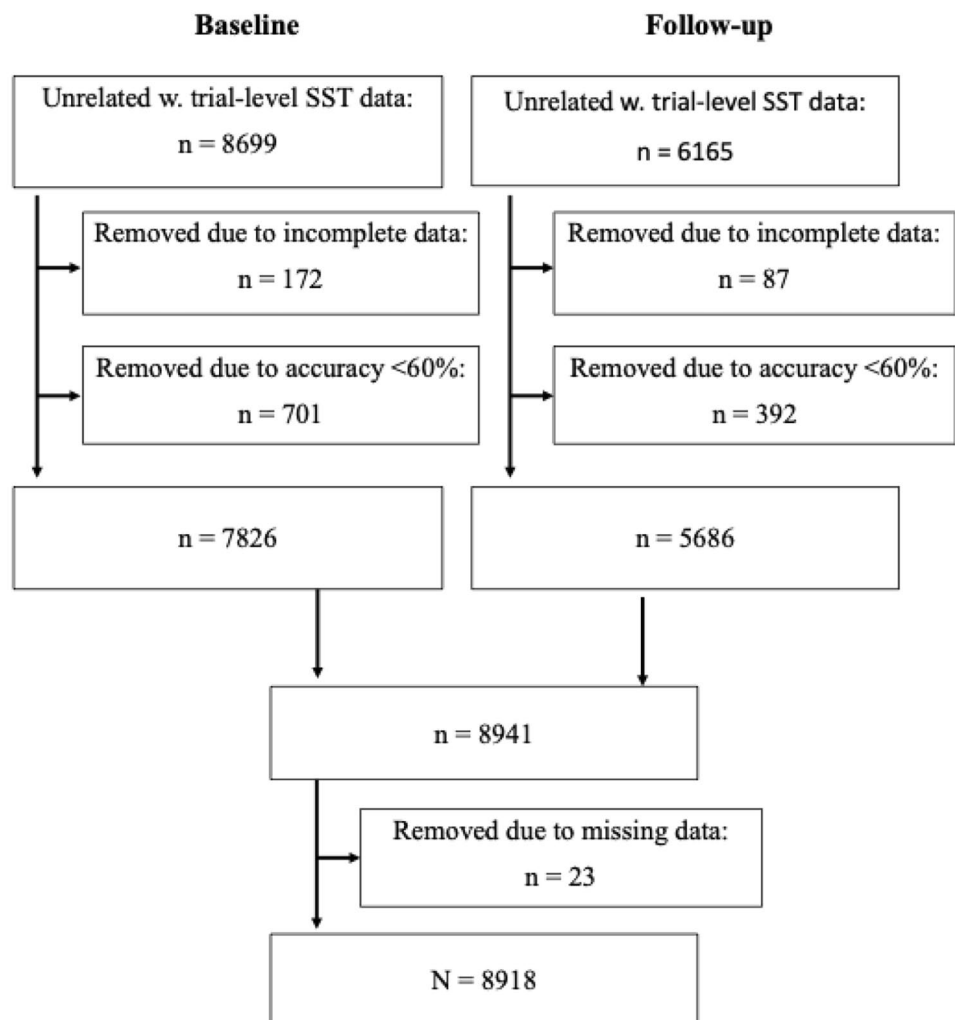 Baseline
Follow-up
Unrelated w. trial-level SST data:
n = 8699
Unrelated w. trial-level SST data:
n = 6165
Removed due to incomplete data:
n = 172
Removed due to incomplete data:
n = 87
Removed due to accuracy <60%:
n = 701
Removed due to accuracy <60%:
n = 392
n = 7826
n = 5686
n = 8941
Removed due to missing data:
n = 23
N = 8918